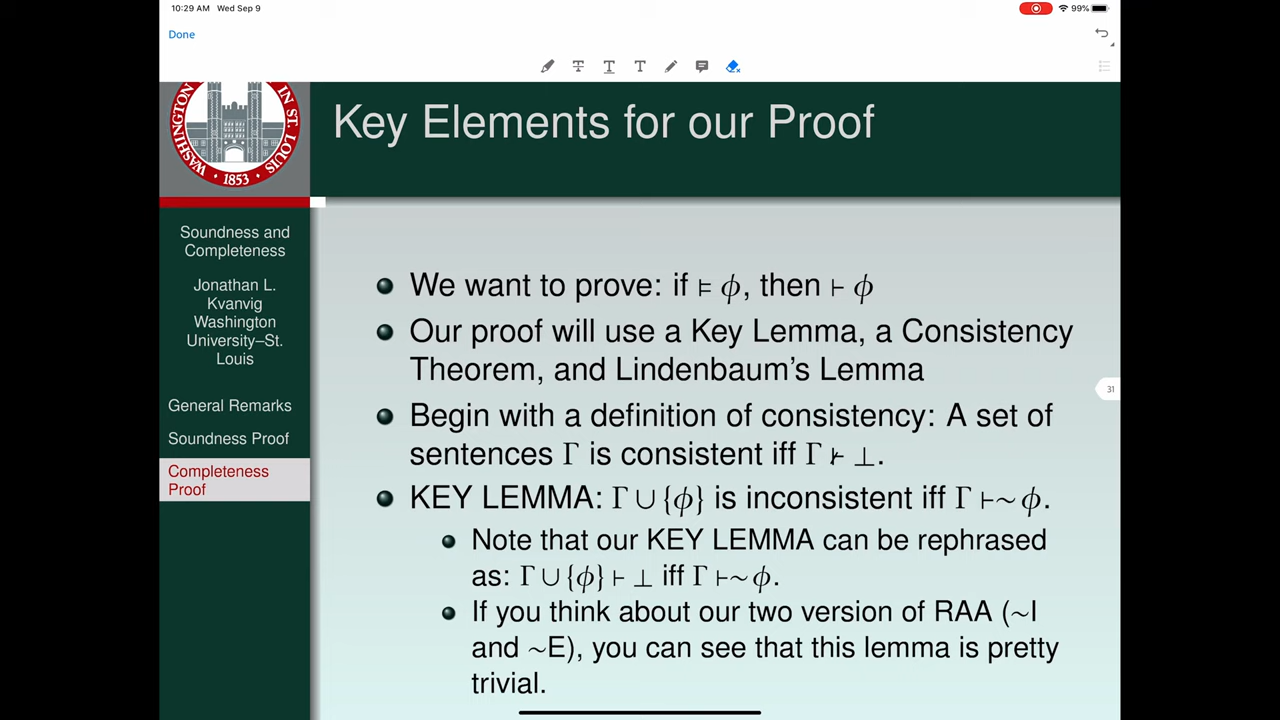 10:29 AM Wed Sep 9
99%
Done
WASHINGTON IN ST. LOUIS
1853
Key Elements for our Proof
Soundness and
Completeness
Jonathan L.
Kvanvig
Washington
University–St.
Louis
General Remarks
Soundness Proof
Completeness
Proof
We want to prove: if ⊨ ϕ, then ⊢ ϕ
Our proof will use a Key Lemma, a Consistency
Theorem, and Lindenbaum's Lemma
Begin with a definition of consistency: A set of
sentences Γ is consistent iff Γ ⊬ ⊥.
KEY LEMMA: Γ ∪ {ϕ} is inconsistent iff Γ ⊢∼ ϕ.
Note that our KEY LEMMA can be rephrased
as: Γ ∪ {ϕ} ⊢ ⊥ iff Γ ⊢∼ ϕ.
If you think about our two version of RAA (∼I
and ∼E), you can see that this lemma is pretty
trivial.
31